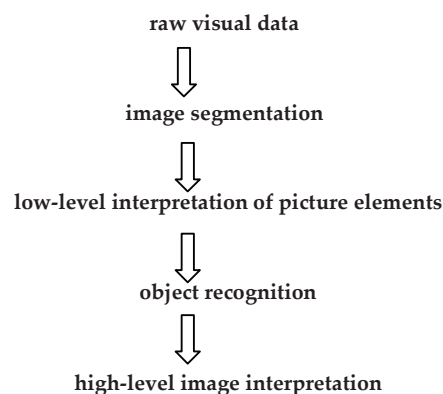 raw visual data
image segmentation
low-level interpretation of picture elements
object recognition
high-level image interpretation